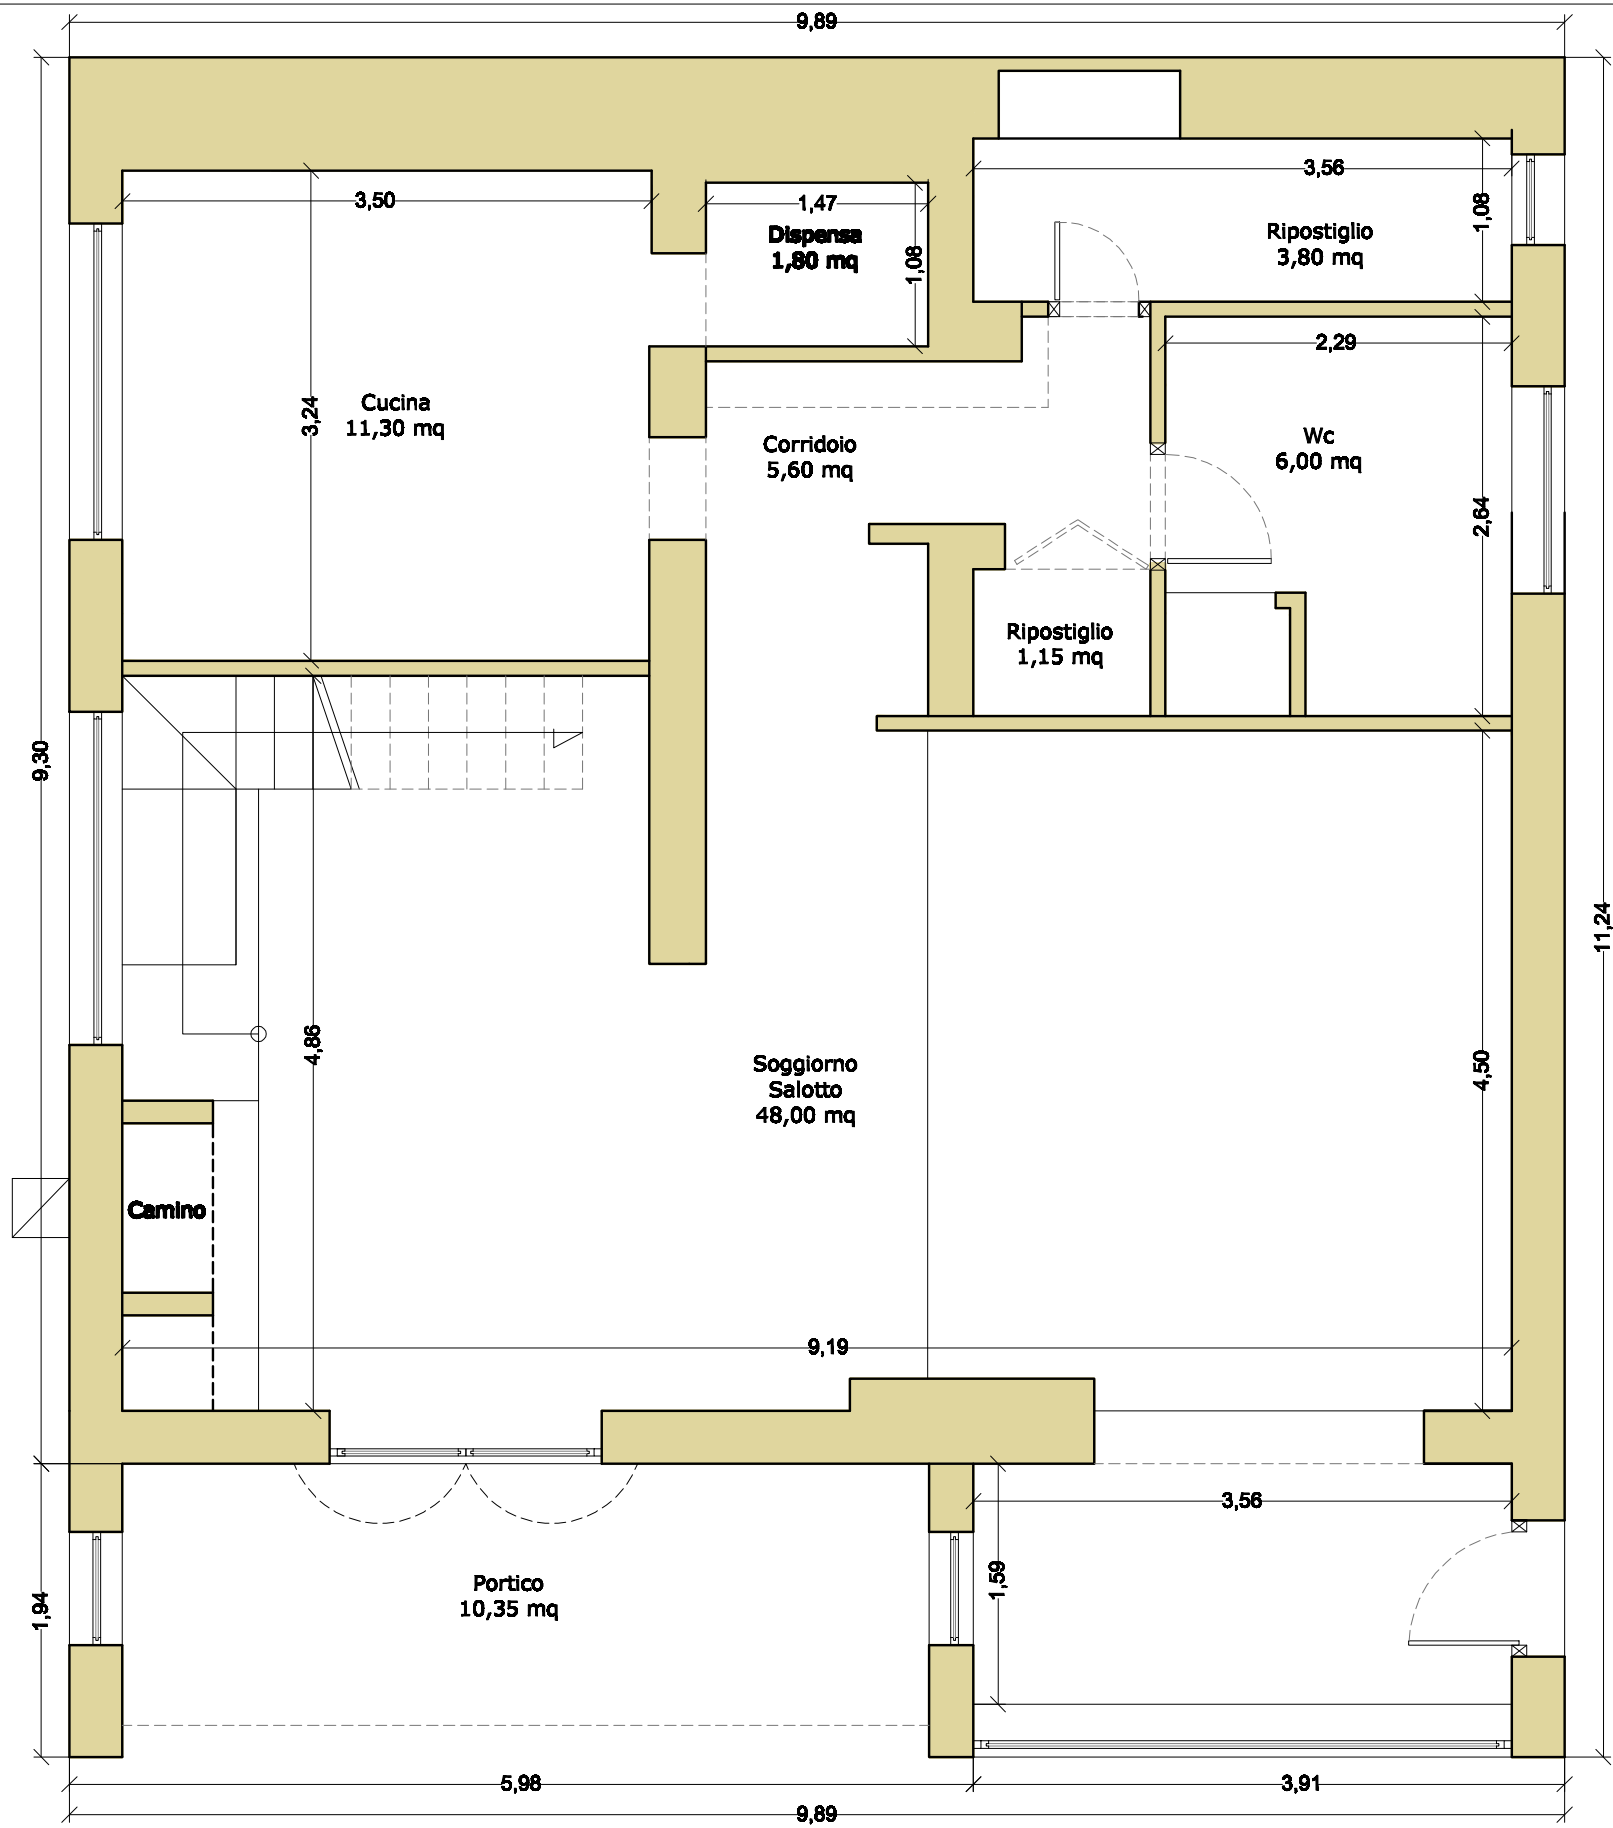 9,89
3,56
3,50
1,47
1,08
Ripostiglio
3,80 mq
Dispensa
1,80 mq
1,08
2,29
3,24
Cucina
11,30 mq
Corridoio
5,60 mq
Wc
6,00 mq
2,64
Ripostiglio
1,15 mq
9,30
11,24
4,86
Soggiorno
Salotto
48,00 mq
4,50
Camino
9,19
3,56
1,94
Portico
10,35 mq
1,59
5,98
3,91
9,89